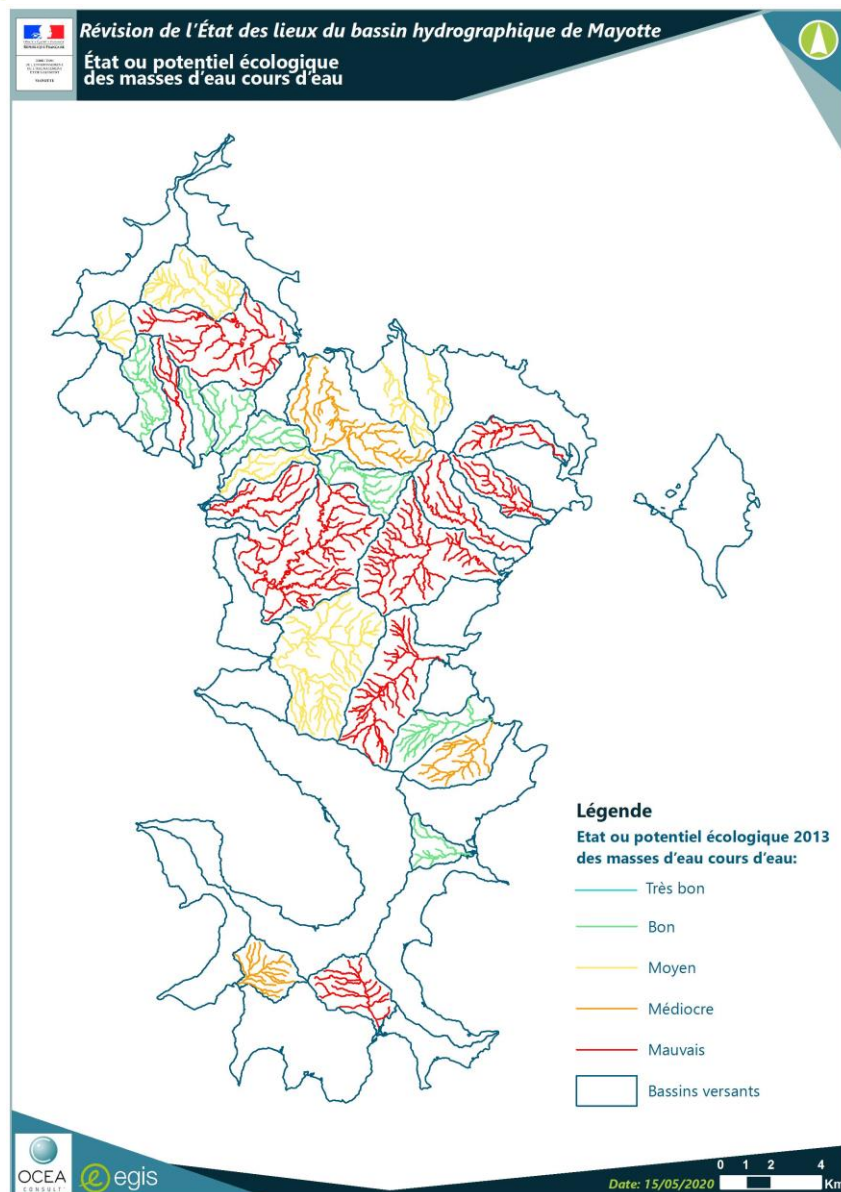 Révision de l'État des lieux du bassin hydrographique de Mayotte
État ou potentiel écologique
des masses d'eau cours d'eau
MAYOTTE
Légende
Etat ou potentiel écologique 2013
des masses d'eau cours d'eau:
Très bon
Bon
Moyen
Médiocre
Mauvais
Bassins versants
OCEA
CONSULT'
egis
Date: 15/05/2020
0 1 2 4
Km